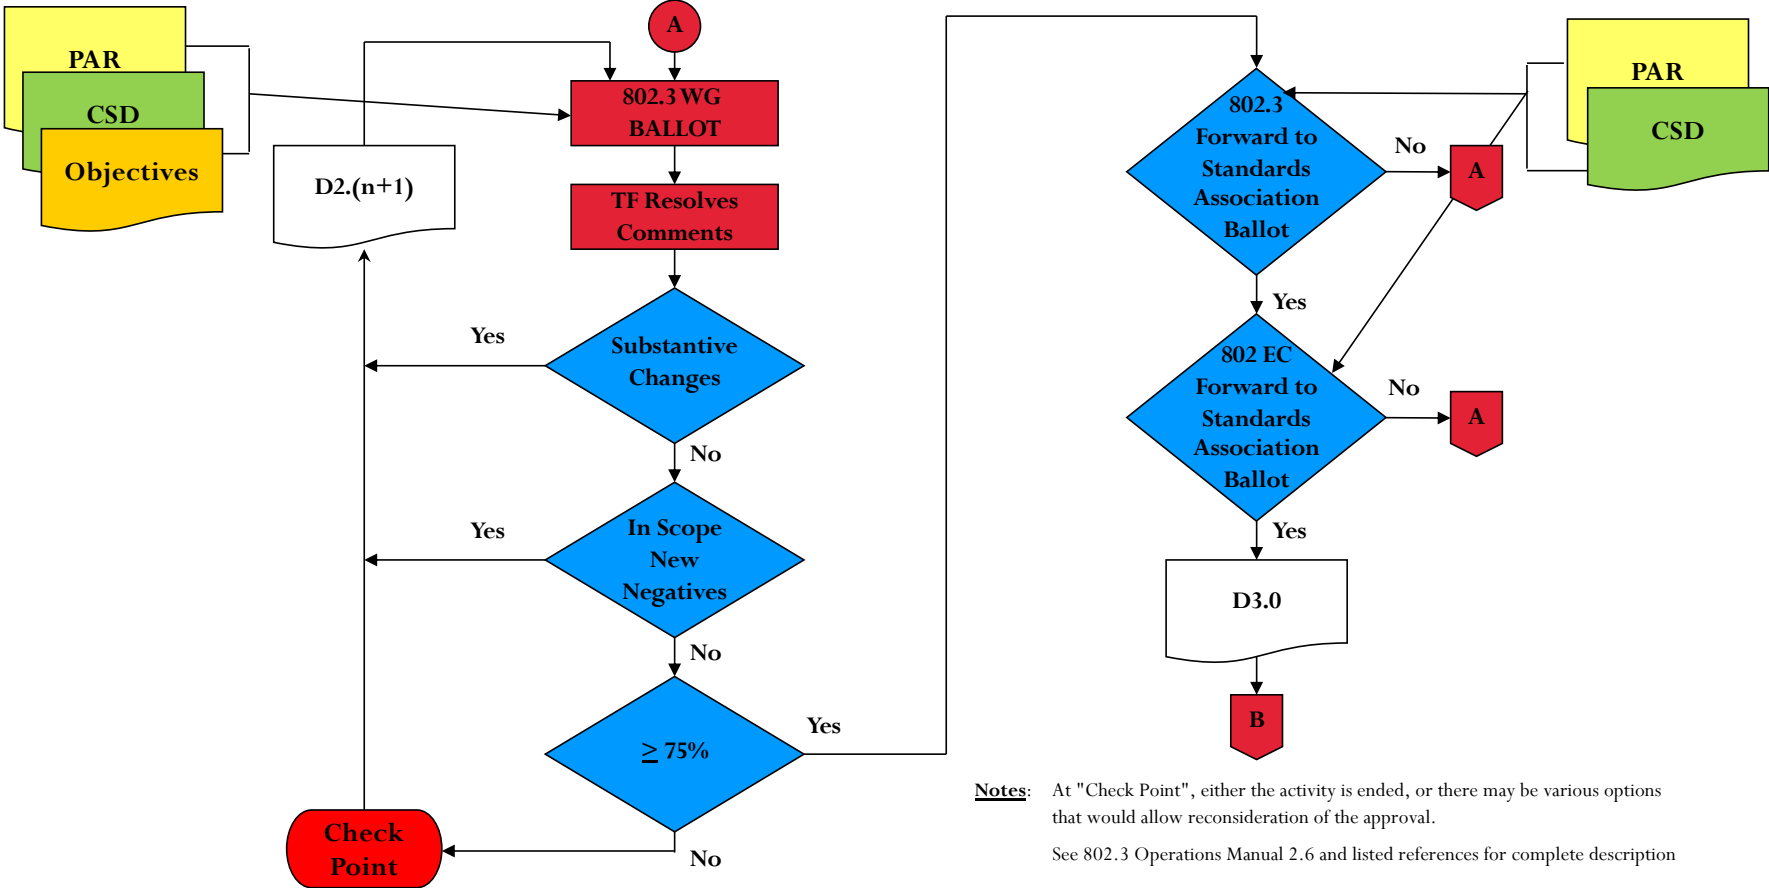 PAR
CSD
Objectives
D2.(n+1)
A
802.3 WG
BALLOT
TF Resolves
Comments
Substantive
Changes
Yes
No
In Scope
New
Negatives
Yes
No
≥ 75%
Yes
No
Check
Point
802.3
Forward to
Standards
Association
Ballot
No
A
Yes
PAR
CSD
802 EC
Forward to
Standards
Association
Ballot
No
A
Yes
D3.0
B
Notes: At "Check Point", either the activity is ended, or there may be various options
that would allow reconsideration of the approval.
See 802.3 Operations Manual 2.6 and listed references for complete description